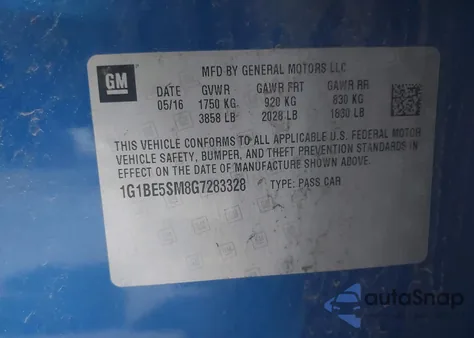 GM
MFD BY GENERAL MOTORS LLC
DATE GVWR GAWR FRT GAWR RR
05/16 1750 KG 920 KG 830 KG
3858 LB 2028 LB 1830 LB
THIS VEHICLE CONFORMS TO ALL APPLICABLE U.S. FEDERAL MOTOR
VEHICLE SAFETY, BUMPER, AND THEFT PREVENTION STANDARDS IN
EFFECT ON THE DATE OF MANUFACTURE SHOWN ABOVE.
1G1BE5SM8G7283328 TYPE: PASS CAR
autoSnap